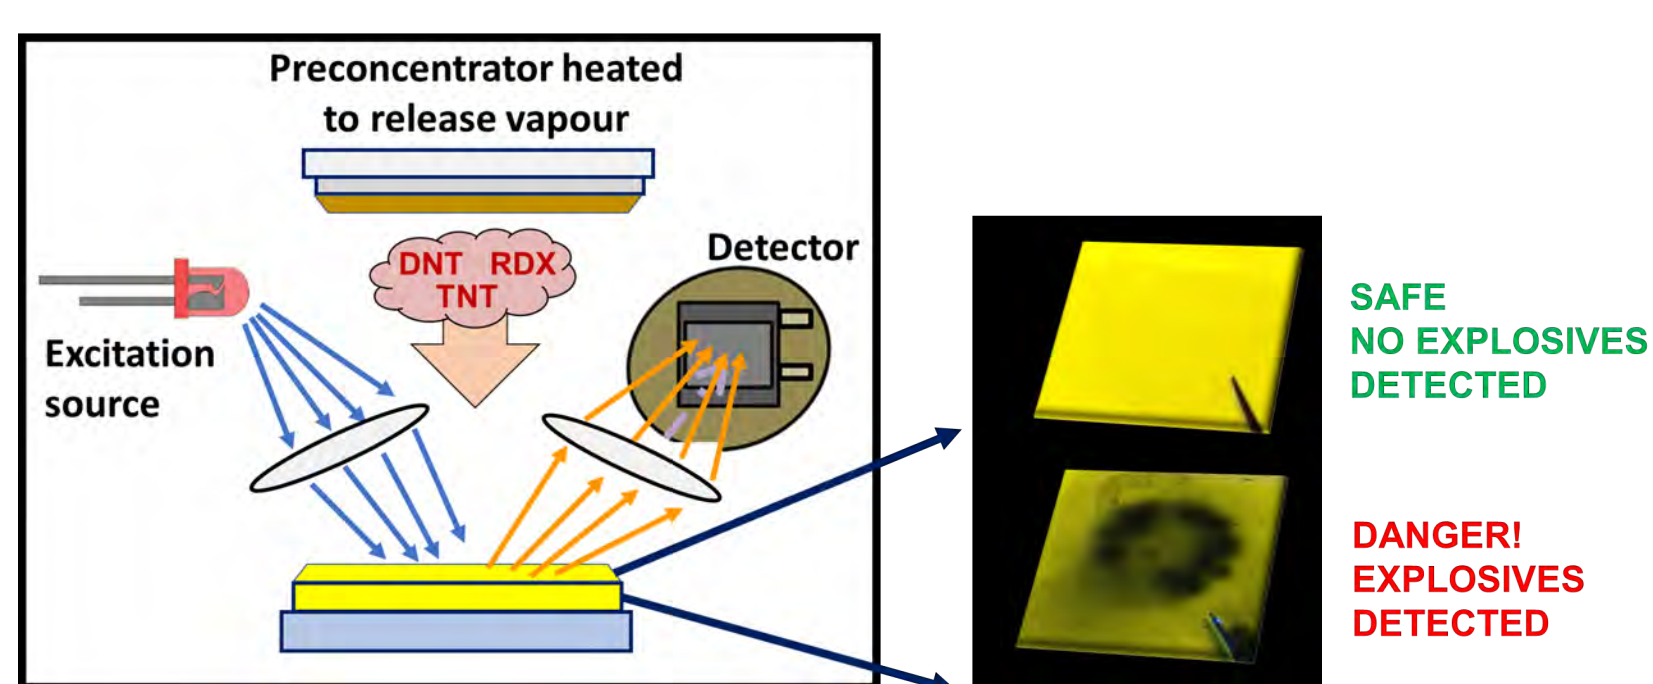 Preconcentrator heated
to release vapour
DNT RDX
TNT
Detector
Excitation
source
SAFE
NO EXPLOSIVES
DETECTED
DANGER!
EXPLOSIVES
DETECTED